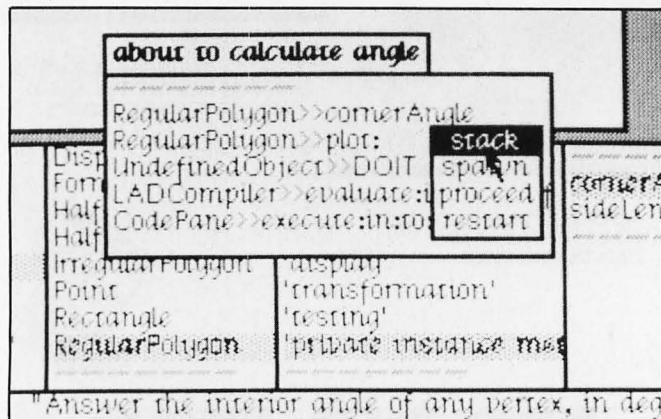 about to calculate angle
RegularPolygon>>cornerAngle
RegularPolygon>>plot:
UndefinedObject>>DOIT
LADCompiler>>evaluate:
CodePane>>execute:in:to:
stack
spawn
proceed
restart
Disp
Form
Half
Half
IrregularPolygon
Point
Rectangle
RegularPolygon
'display'
'transformation'
'testing'
'private instance mes
cornerA
sideLen
"Answer the interior angle of any vertex, in deg